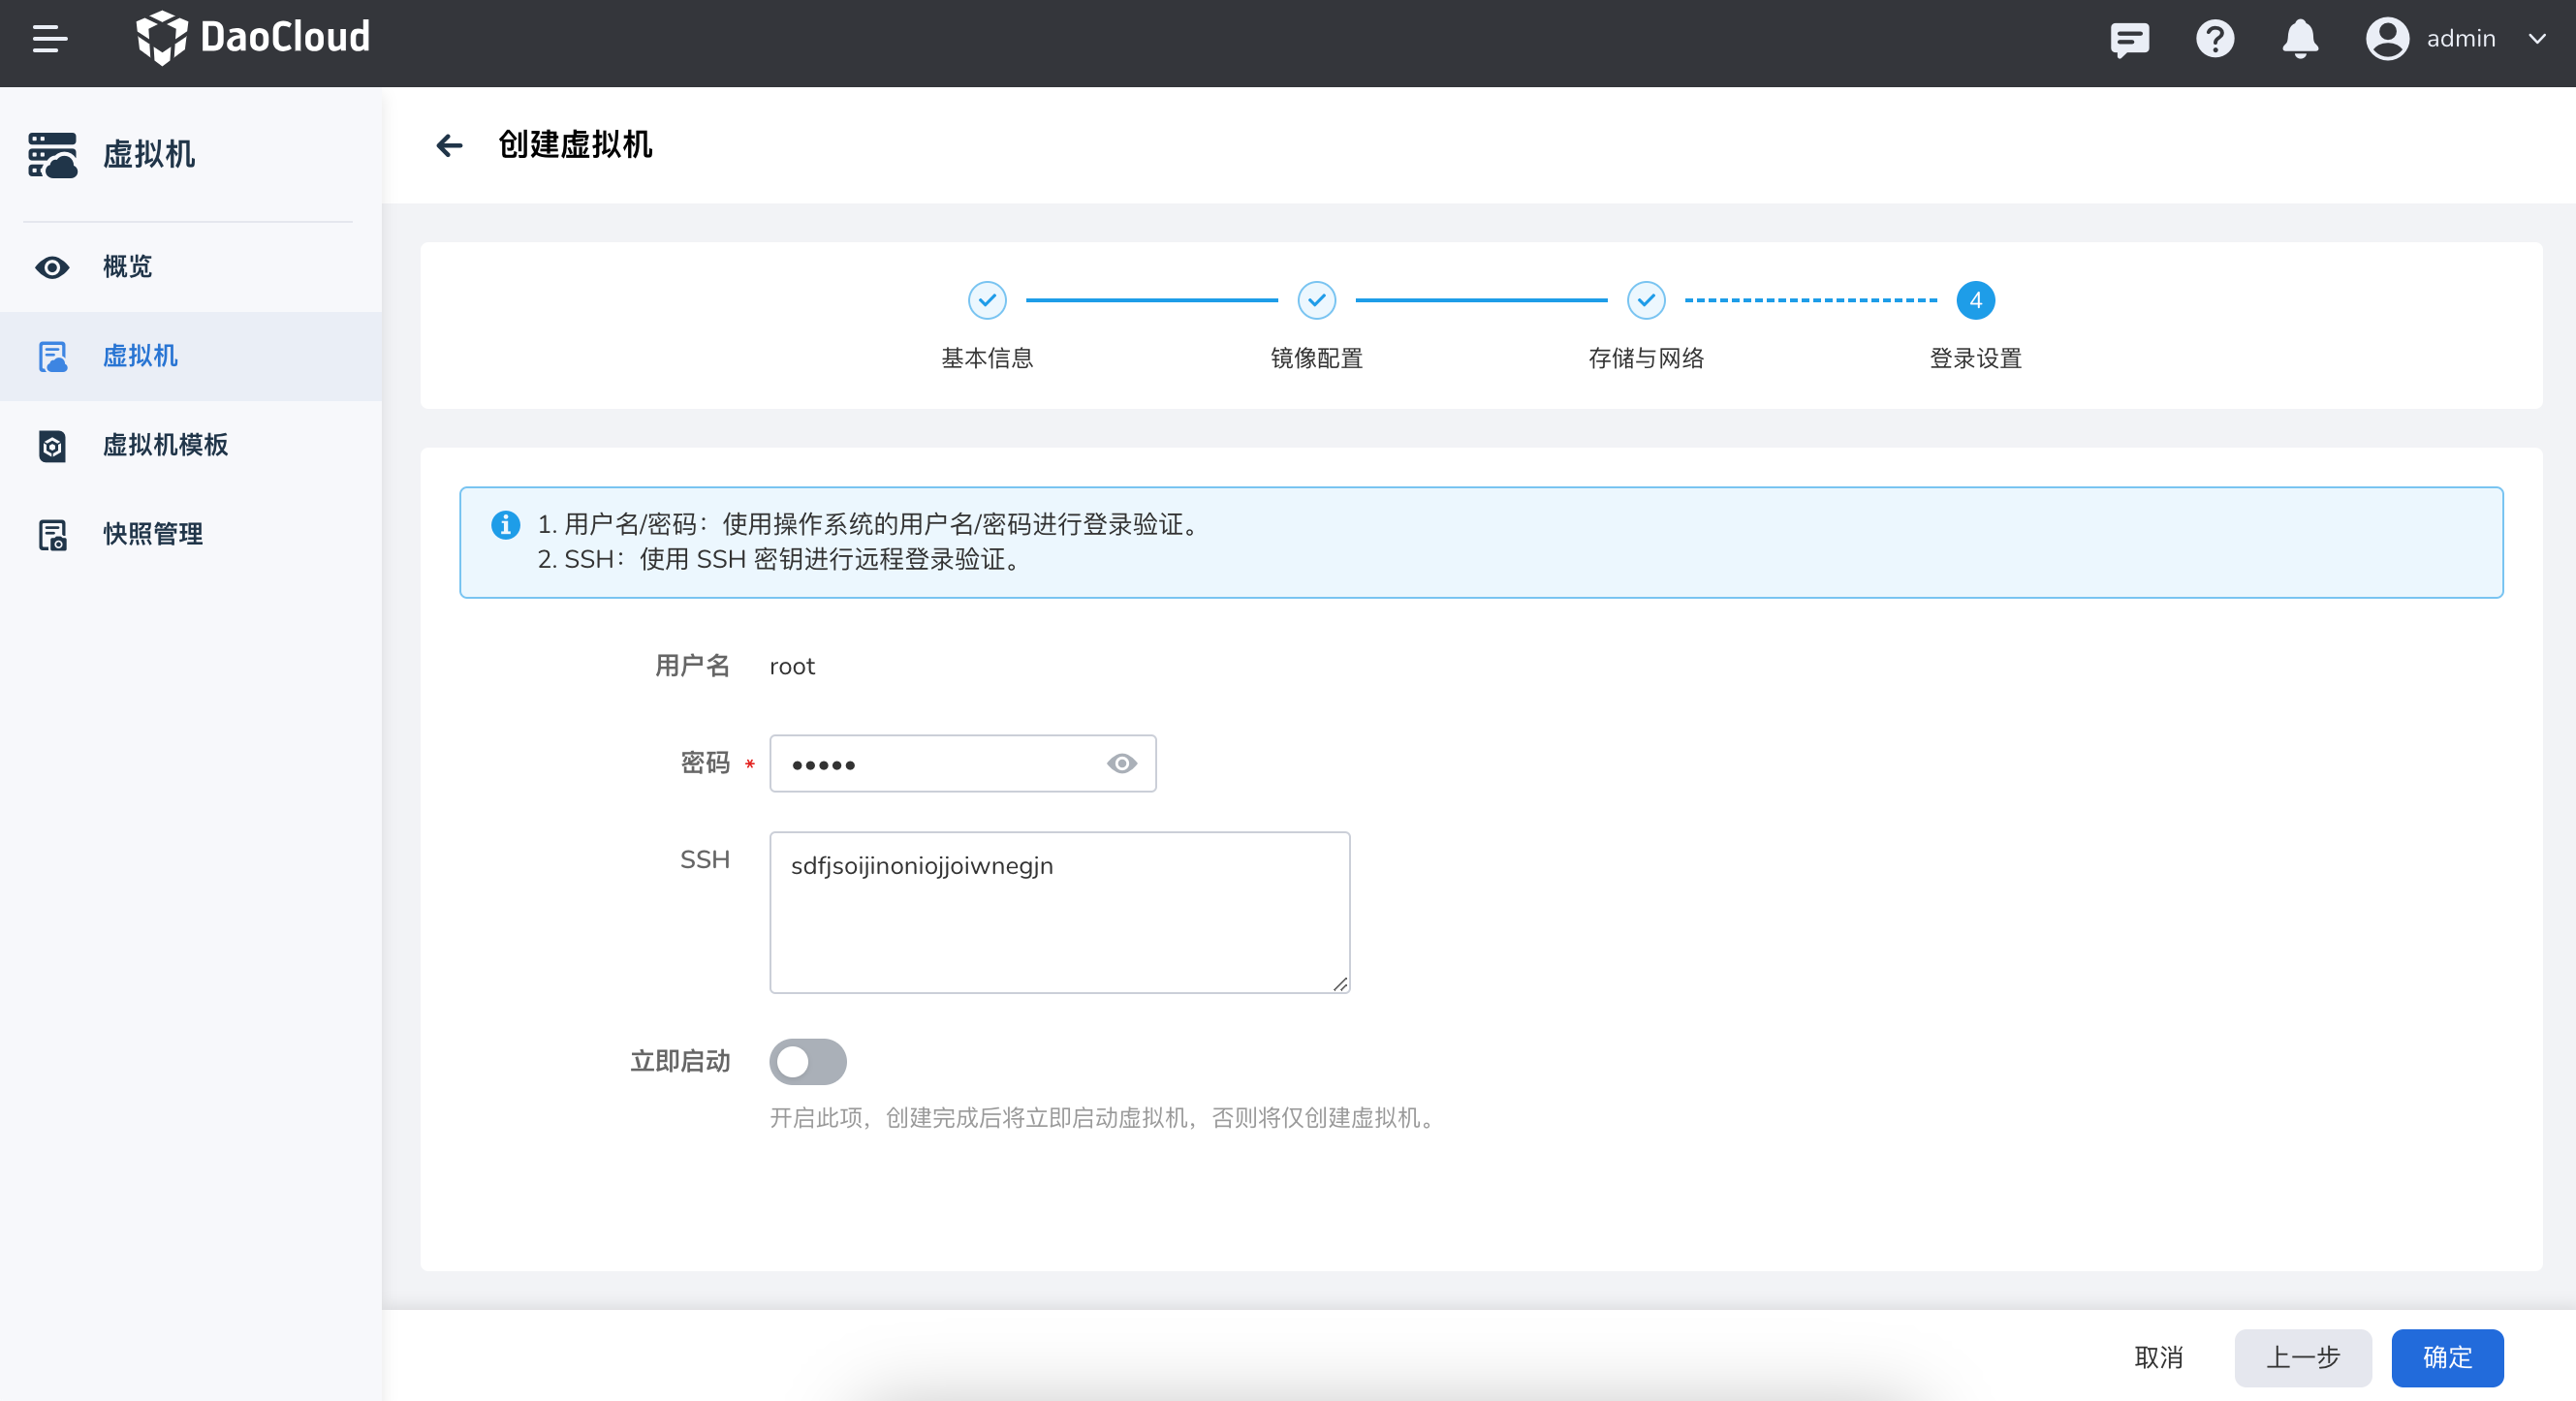 DaoCloud
admin
虚拟机
概览
虚拟机
虚拟机模板
快照管理
创建虚拟机
基本信息
镜像配置
存储与网络
4
登录设置
1. 用户名/密码：使用操作系统的用户名/密码进行登录验证。
2. SSH：使用 SSH 密钥进行远程登录验证。
用户名 root
密码 * •••••
SSH sdfjsoijinoniojjoiwnegjn
立即启动
开启此项，创建完成后将立即启动虚拟机，否则将仅创建虚拟机。
取消 上一步 确定